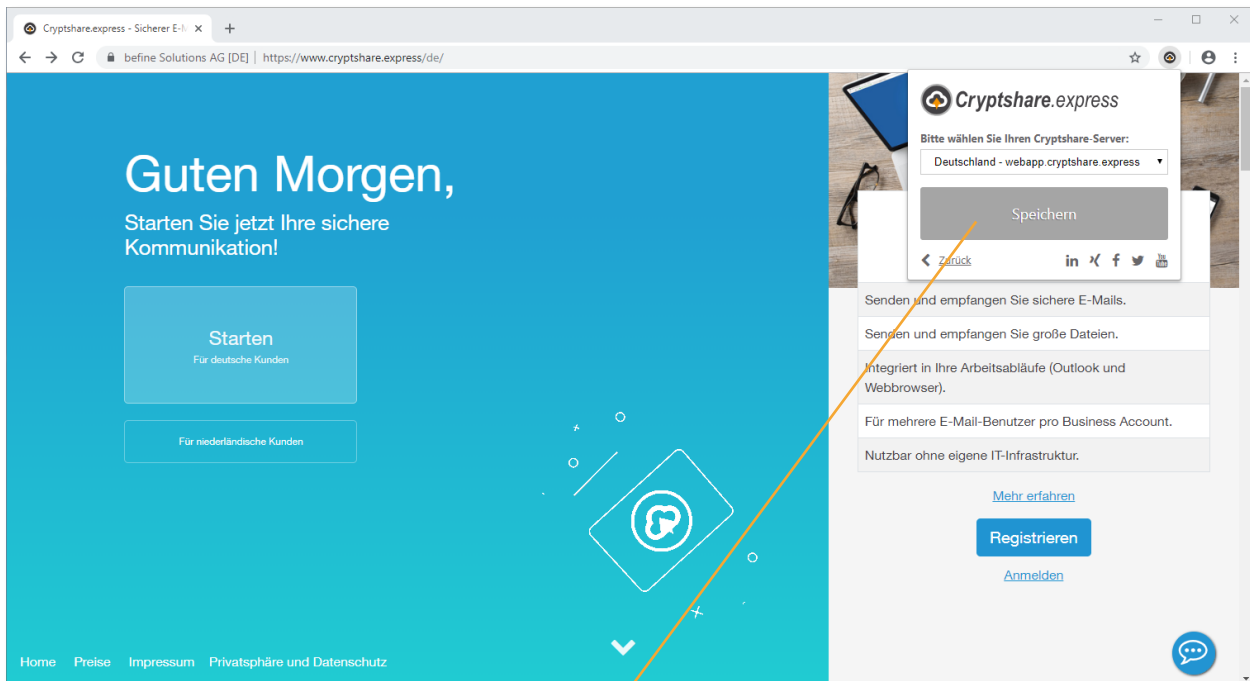 Cryptshare.express - Sicherer E-M
befine Solutions AG [DE] | https://www.cryptshare.express/de/
Guten Morgen,
Starten Sie jetzt Ihre sichere
Kommunikation!
Starten
Für deutsche Kunden
Für niederländische Kunden
Home Preise Impressum Privatsphäre und Datenschutz
Cryptshare.express
Bitte wählen Sie Ihren Cryptshare-Server:
Deutschland - webapp.cryptshare.express
Speichern
Zurück
Senden und empfangen Sie sichere E-Mails.
Senden und empfangen Sie große Dateien.
Integriert in Ihre Arbeitsabläufe (Outlook und
Webbrowser).
Für mehrere E-Mail-Benutzer pro Business Account.
Nutzbar ohne eigene IT-Infrastruktur.
Mehr erfahren
Registrieren
Anmelden